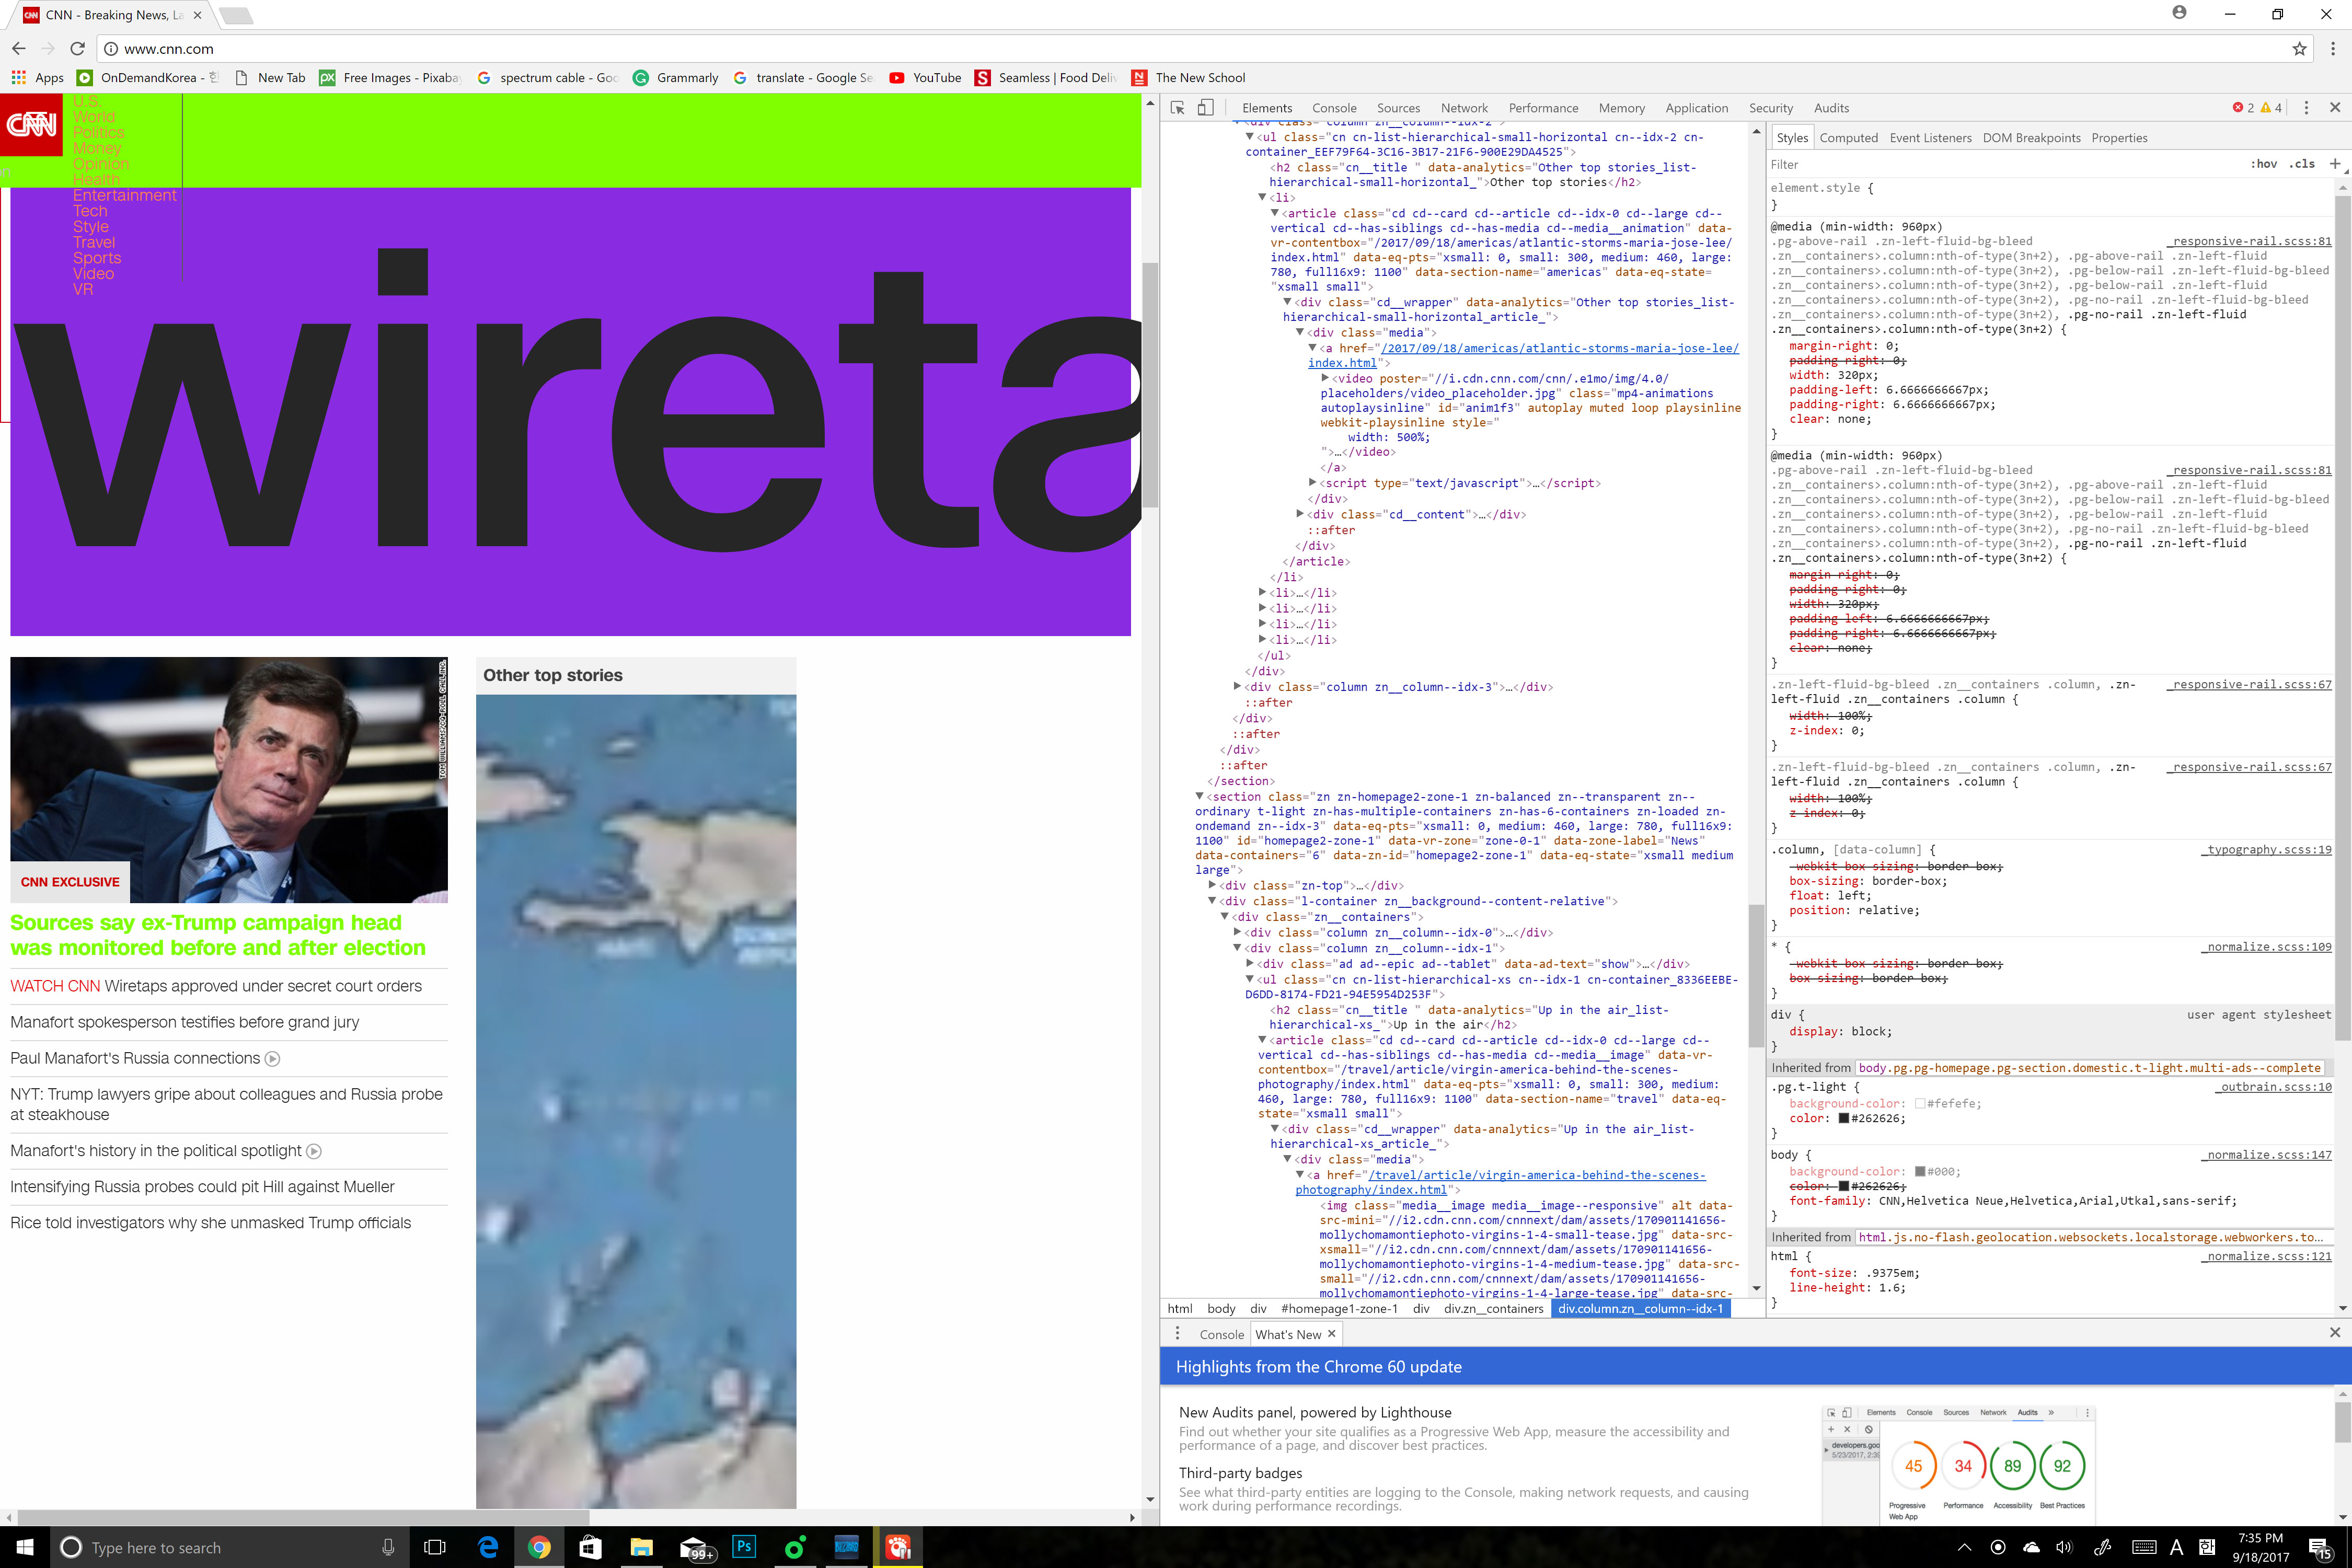 CNN - Breaking News, La
www.cnn.com
Apps
OnDemandKorea -
New Tab
Free Images - Pixabay
spectrum cable - Goo
Grammarly
translate - Google Se
YouTube
Seamless | Food Deliv
The New School
CNN
U.S.
World
Politics
Money
Opinion
Health
Entertainment
Tech
Style
Travel
Sports
Video
VR
wireta
TOM WILLIAMS/CQ-ROLL CALL,INC.
CNN EXCLUSIVE
Sources say ex-Trump campaign head
was monitored before and after election
WATCH CNN Wiretaps approved under secret court orders
Manafort spokesperson testifies before grand jury
Paul Manafort's Russia connections
NYT: Trump lawyers gripe about colleagues and Russia probe
at steakhouse
Manafort's history in the political spotlight
Intensifying Russia probes could pit Hill against Mueller
Rice told investigators why she unmasked Trump officials
Other top stories
Elements Console Sources Network Performance Memory Application Security Audits
2 4
<div class="column zn__column--idx-2">
<ul class="cn cn-list-hierarchical-small-horizontal cn--idx-2 cn-
container_EEF79F64-3C16-3B17-21F6-900E29DA4525">
<h2 class="cn__title " data-analytics="Other top stories_list-
hierarchical-small-horizontal_">Other top stories</h2>
<li>
<article class="cd cd--card cd--article cd--idx-0 cd--large cd--
vertical cd--has-siblings cd--has-media cd--media__animation" data-
vr-contentbox="/2017/09/18/americas/atlantic-storms-maria-jose-lee/
index.html" data-eq-pts="xsmall: 0, small: 300, medium: 460, large:
780, full16x9: 1100" data-section-name="americas" data-eq-state=
"xsmall small">
<div class="cd__wrapper" data-analytics="Other top stories_list-
hierarchical-small-horizontal_article_">
<div class="media">
<a href="/2017/09/18/americas/atlantic-storms-maria-jose-lee/
index.html">
<video poster="//i.cdn.cnn.com/cnn/.e1mo/img/4.0/
placeholders/video_placeholder.jpg" class="mp4-animations
autoplaysinline" id="anim1f3" autoplay muted loop playsinline
webkit-playsinline style="
width: 500%;
">…</video>
</a>
<script type="text/javascript">…</script>
</div>
<div class="cd__content">…</div>
::after
</div>
</article>
</li>
<li>…</li>
<li>…</li>
<li>…</li>
<li>…</li>
</ul>
</div>
<div class="column zn__column--idx-3">…</div>
::after
</div>
::after
</div>
::after
</section>
<section class="zn zn-homepage2-zone-1 zn-balanced zn--transparent zn--
ordinary t-light zn-has-multiple-containers zn-has-6-containers zn-loaded zn-
ondemand zn--idx-3" data-eq-pts="xsmall: 0, medium: 460, large: 780, full16x9:
1100" id="homepage2-zone-1" data-vr-zone="zone-0-1" data-zone-label="News"
data-containers="6" data-zn-id="homepage2-zone-1" data-eq-state="xsmall medium
large">
<div class="zn-top">…</div>
<div class="l-container zn__background--content-relative">
<div class="zn__containers">
<div class="column zn__column--idx-0">…</div>
<div class="column zn__column--idx-1">
<div class="ad ad--epic ad--tablet" data-ad-text="show">…</div>
<ul class="cn cn-list-hierarchical-xs cn--idx-1 cn-container_8336EEBE-
D6DD-8174-FD21-94E5954D253F">
<h2 class="cn__title " data-analytics="Up in the air_list-
hierarchical-xs_">Up in the air</h2>
<article class="cd cd--card cd--article cd--idx-0 cd--large cd--
vertical cd--has-siblings cd--has-media cd--media__image" data-vr-
contentbox="/travel/article/virgin-america-behind-the-scenes-
photography/index.html" data-eq-pts="xsmall: 0, small: 300, medium:
460, large: 780, full16x9: 1100" data-section-name="travel" data-eq-
state="xsmall small">
<div class="cd__wrapper" data-analytics="Up in the air_list-
hierarchical-xs_article_">
<div class="media">
<a href="/travel/article/virgin-america-behind-the-scenes-
photography/index.html">
<img class="media__image media__image--responsive" alt data-
src-mini="//i2.cdn.cnn.com/cnnnext/dam/assets/170901141656-
mollychomamontiephoto-virgins-1-4-small-tease.jpg" data-src-
xsmall="//i2.cdn.cnn.com/cnnnext/dam/assets/170901141656-
mollychomamontiephoto-virgins-1-4-medium-tease.jpg" data-src-
small="//i2.cdn.cnn.com/cnnnext/dam/assets/170901141656-
mollychomamontiephoto-virgins-1-4-large-tease.jpg" data-src-
html body div #homepage1-zone-1 div div.zn__containers div.column.zn__column--idx-1
Styles Computed Event Listeners DOM Breakpoints Properties
Filter :hov .cls +
element.style {
}
@media (min-width: 960px)
.pg-above-rail .zn-left-fluid-bg-bleed _responsive-rail.scss:81
.zn__containers>.column:nth-of-type(3n+2), .pg-above-rail .zn-left-fluid
.zn__containers>.column:nth-of-type(3n+2), .pg-below-rail .zn-left-fluid-bg-bleed
.zn__containers>.column:nth-of-type(3n+2), .pg-below-rail .zn-left-fluid
.zn__containers>.column:nth-of-type(3n+2), .pg-no-rail .zn-left-fluid-bg-bleed
.zn__containers>.column:nth-of-type(3n+2), .pg-no-rail .zn-left-fluid
.zn__containers>.column:nth-of-type(3n+2) {
margin-right: 0;
padding-right: 0;
width: 320px;
padding-left: 6.6666666667px;
padding-right: 6.6666666667px;
clear: none;
}
@media (min-width: 960px)
.pg-above-rail .zn-left-fluid-bg-bleed _responsive-rail.scss:81
.zn__containers>.column:nth-of-type(3n+2), .pg-above-rail .zn-left-fluid
.zn__containers>.column:nth-of-type(3n+2), .pg-below-rail .zn-left-fluid-bg-bleed
.zn__containers>.column:nth-of-type(3n+2), .pg-below-rail .zn-left-fluid
.zn__containers>.column:nth-of-type(3n+2), .pg-no-rail .zn-left-fluid-bg-bleed
.zn__containers>.column:nth-of-type(3n+2), .pg-no-rail .zn-left-fluid
.zn__containers>.column:nth-of-type(3n+2) {
margin-right: 0;
padding-right: 0;
width: 320px;
padding-left: 6.6666666667px;
padding-right: 6.6666666667px;
clear: none;
}
.zn-left-fluid-bg-bleed .zn__containers .column, .zn- _responsive-rail.scss:67
left-fluid .zn__containers .column {
width: 100%;
z-index: 0;
}
.zn-left-fluid-bg-bleed .zn__containers .column, .zn- _responsive-rail.scss:67
left-fluid .zn__containers .column {
width: 100%;
z-index: 0;
}
.column, [data-column] { _typography.scss:19
-webkit-box-sizing: border-box;
box-sizing: border-box;
float: left;
position: relative;
}
* { _normalize.scss:109
-webkit-box-sizing: border-box;
box-sizing: border-box;
}
div { user agent stylesheet
display: block;
}
Inherited from body.pg.pg-homepage.pg-section.domestic.t-light.multi-ads--complete
.pg.t-light { _outbrain.scss:10
background-color: #fefefe;
color: #262626;
}
body { _normalize.scss:147
background-color: #000;
color: #262626;
font-family: CNN,Helvetica Neue,Helvetica,Arial,Utkal,sans-serif;
}
Inherited from html.js.no-flash.geolocation.websockets.localstorage.webworkers.to…
html { _normalize.scss:121
font-size: .9375em;
line-height: 1.6;
}
Console What's New
Highlights from the Chrome 60 update
New Audits panel, powered by Lighthouse
Find out whether your site qualifies as a Progressive Web App, measure the accessibility and
performance of a page, and discover best practices.
Third-party badges
See what third-party entities are logging to the Console, making network requests, and causing
work during performance recordings.
Elements Console Sources Network Audits »
developers.goo
45 34 89 92
Progressive Performance Accessibility Best Practices
Web App
Type here to search
99+
Ps
A
7:35 PM
9/18/2017
15